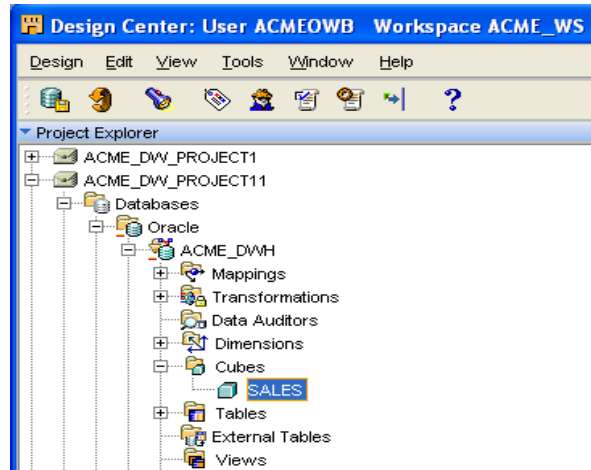 Design Center: User ACMEOWB Workspace ACME_WS
Design Edit View Tools Window Help
?
Project Explorer
ACME_DW_PROJECT1
ACME_DW_PROJECT11
Databases
Oracle
ACME_DWH
Mappings
Transformations
Data Auditors
Dimensions
Cubes
SALES
Tables
External Tables
Views